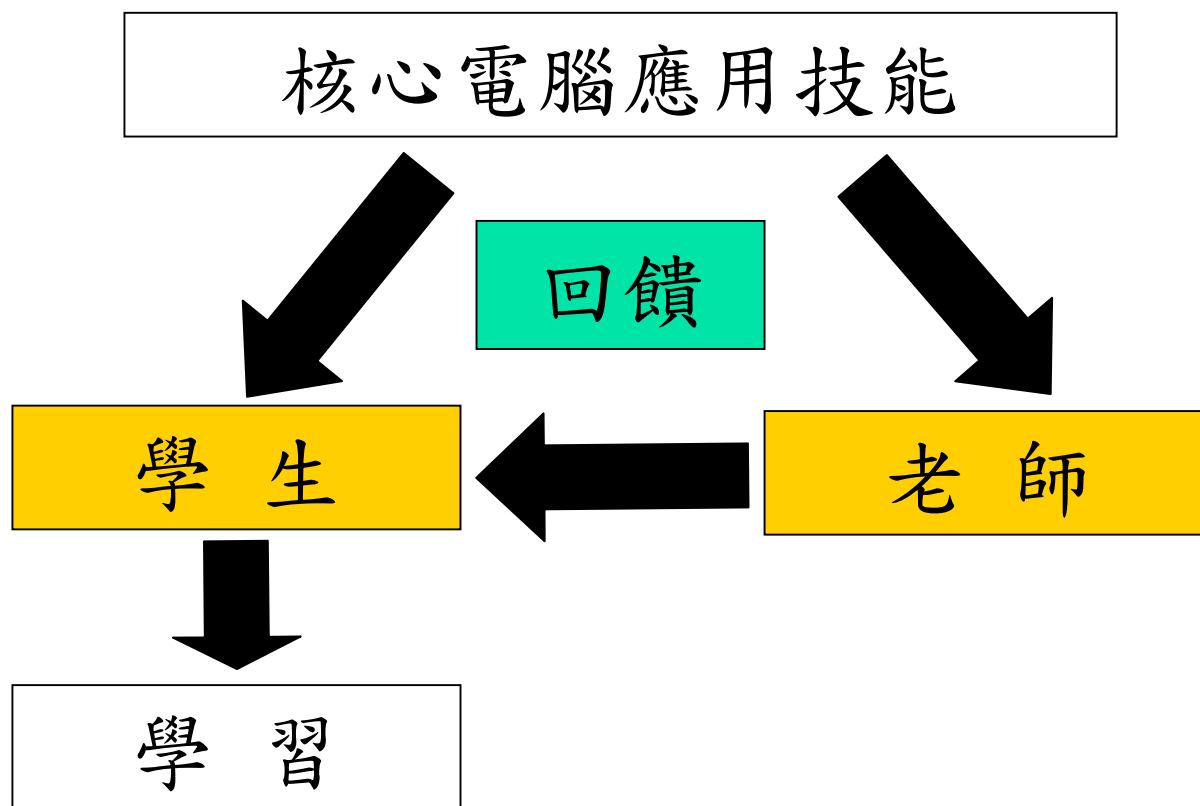 核心電腦應用技能
回饋
學 生
老 師
學 習